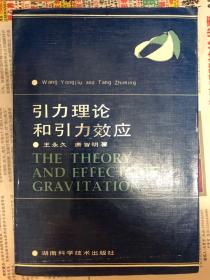 Wang Yongjiu and Tang Zhiming
引力理论
和引力效应
王永久 唐智明著
THE THEORY
AND EFFECT
GRAVITATION
湖南科学技术出版社